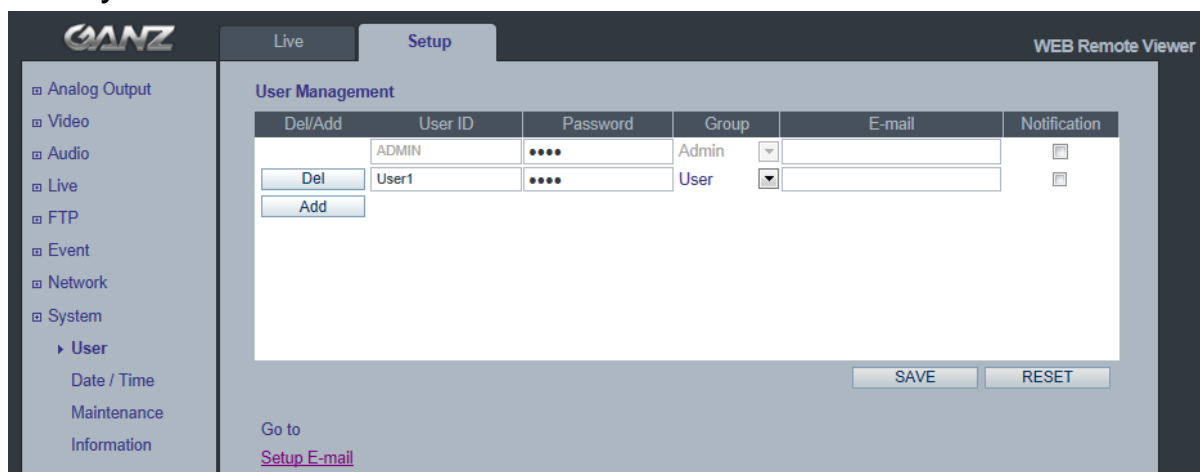 GANZ
Live
Setup
WEB Remote Viewer
Analog Output
Video
Audio
Live
FTP
Event
Network
System
User
Date / Time
Maintenance
Information
User Management
Del/Add User ID Password Group E-mail Notification
ADMIN •••• Admin
Del User1 •••• User
Add
SAVE RESET
Go to
Setup E-mail